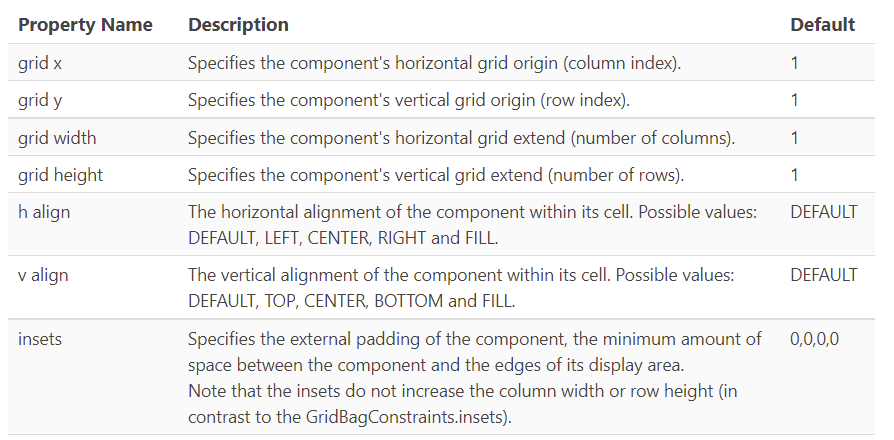 Property Name Description Default
grid x Specifies the component's horizontal grid origin (column index). 1
grid y Specifies the component's vertical grid origin (row index). 1
grid width Specifies the component's horizontal grid extend (number of columns). 1
grid height Specifies the component's vertical grid extend (number of rows). 1
h align The horizontal alignment of the component within its cell. Possible values: DEFAULT
DEFAULT, LEFT, CENTER, RIGHT and FILL.
v align The vertical alignment of the component within its cell. Possible values: DEFAULT
DEFAULT, TOP, CENTER, BOTTOM and FILL.
insets Specifies the external padding of the component, the minimum amount of 0,0,0,0
space between the component and the edges of its display area.
Note that the insets do not increase the column width or row height (in
contrast to the GridBagConstraints.insets).